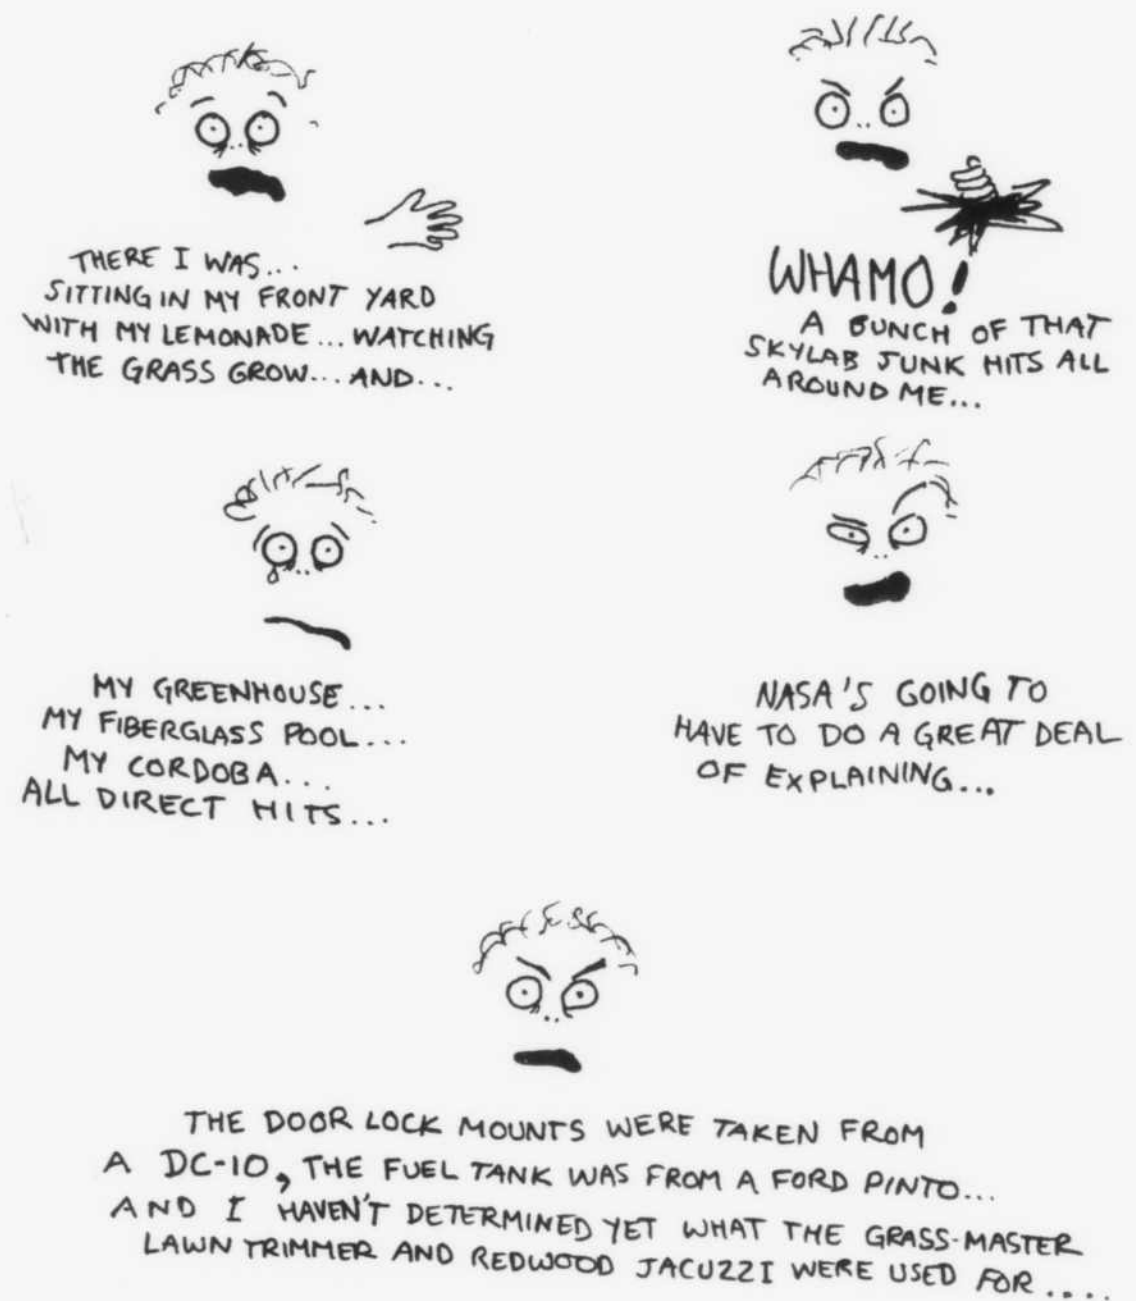 THERE I WAS...
SITTING IN MY FRONT YARD
WITH MY LEMONADE... WATCHING
THE GRASS GROW... AND...
WHAMO!
A BUNCH OF THAT
SKYLAB JUNK HITS ALL
AROUND ME...
MY GREENHOUSE...
MY FIBERGLASS POOL...
MY CORDOBA...
ALL DIRECT HITS...
NASA'S GOING TO
HAVE TO DO A GREAT DEAL
OF EXPLAINING...
THE DOOR LOCK MOUNTS WERE TAKEN FROM
A DC-10, THE FUEL TANK WAS FROM A FORD PINTO...
AND I HAVEN'T DETERMINED YET WHAT THE GRASS-MASTER
LAWN TRIMMER AND REDWOOD JACUZZI WERE USED FOR....